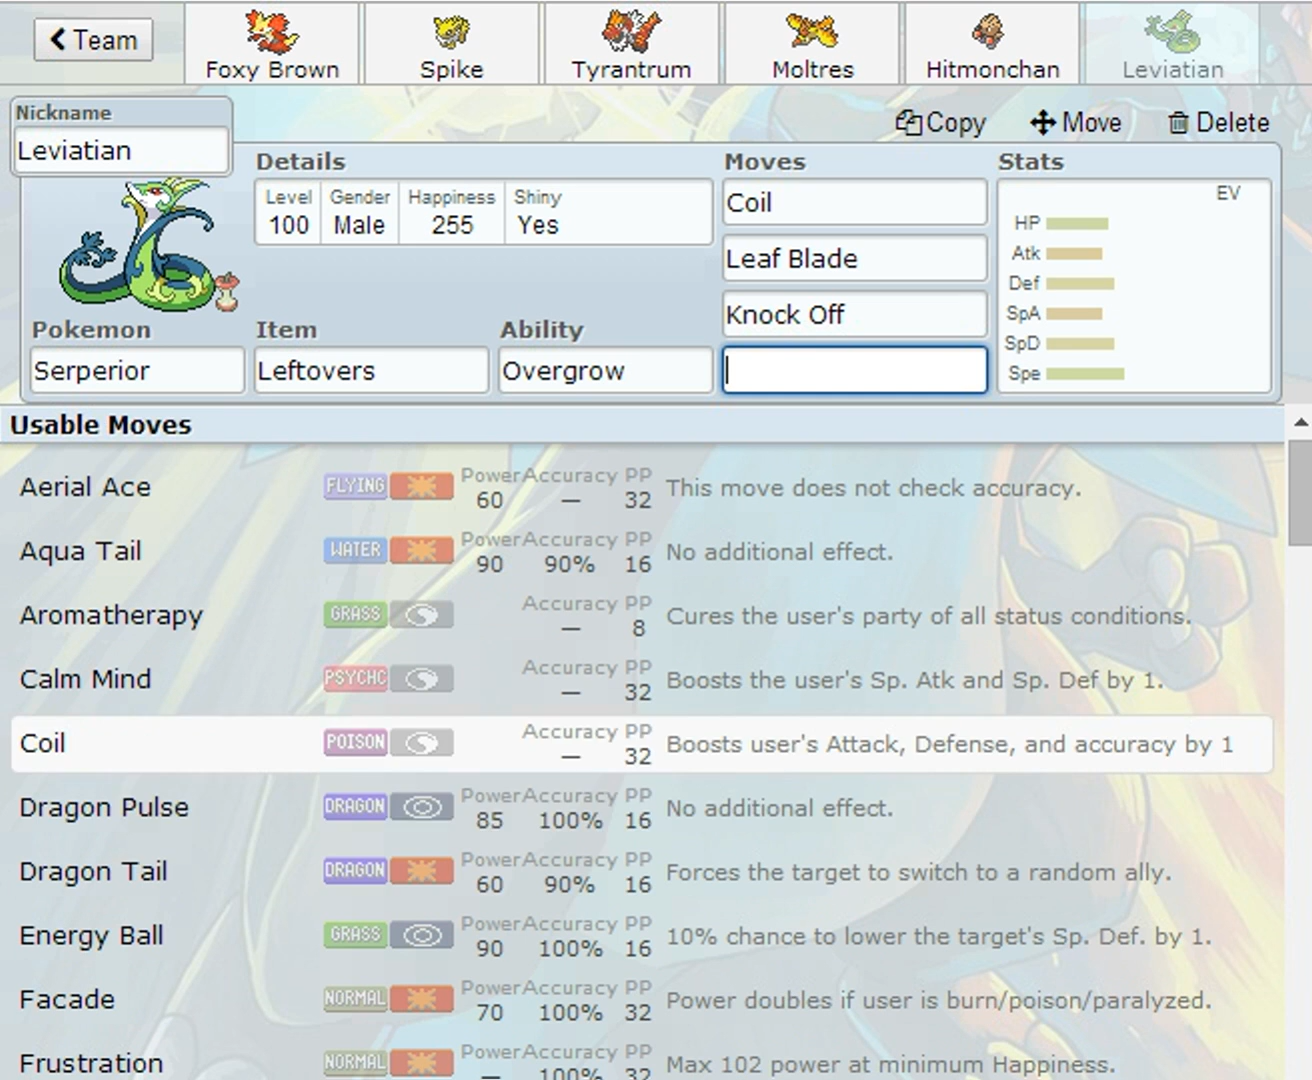 Team
Foxy Brown
Spike
Tyrantrum
Moltres
Hitmonchan
Leviatian
Nickname
Leviatian
Copy
Move
Delete
Details
Moves
Stats
Level Gender Happiness Shiny
100 Male 255 Yes
Coil
Leaf Blade
Knock Off
EV
HP
Atk
Def
SpA
SpD
Spe
Pokemon
Item
Ability
Serperior
Leftovers
Overgrow
Usable Moves
Aerial Ace FLYING Power 60 Accuracy — PP 32 This move does not check accuracy.
Aqua Tail WATER Power 90 Accuracy 90% PP 16 No additional effect.
Aromatherapy GRASS Accuracy — PP 8 Cures the user's party of all status conditions.
Calm Mind PSYCHC Accuracy — PP 32 Boosts the user's Sp. Atk and Sp. Def by 1.
Coil POISON Accuracy — PP 32 Boosts user's Attack, Defense, and accuracy by 1
Dragon Pulse DRAGON Power 85 Accuracy 100% PP 16 No additional effect.
Dragon Tail DRAGON Power 60 Accuracy 90% PP 16 Forces the target to switch to a random ally.
Energy Ball GRASS Power 90 Accuracy 100% PP 16 10% chance to lower the target's Sp. Def. by 1.
Facade NORMAL Power 70 Accuracy 100% PP 32 Power doubles if user is burn/poison/paralyzed.
Frustration NORMAL Power — Accuracy 100% PP 32 Max 102 power at minimum Happiness.